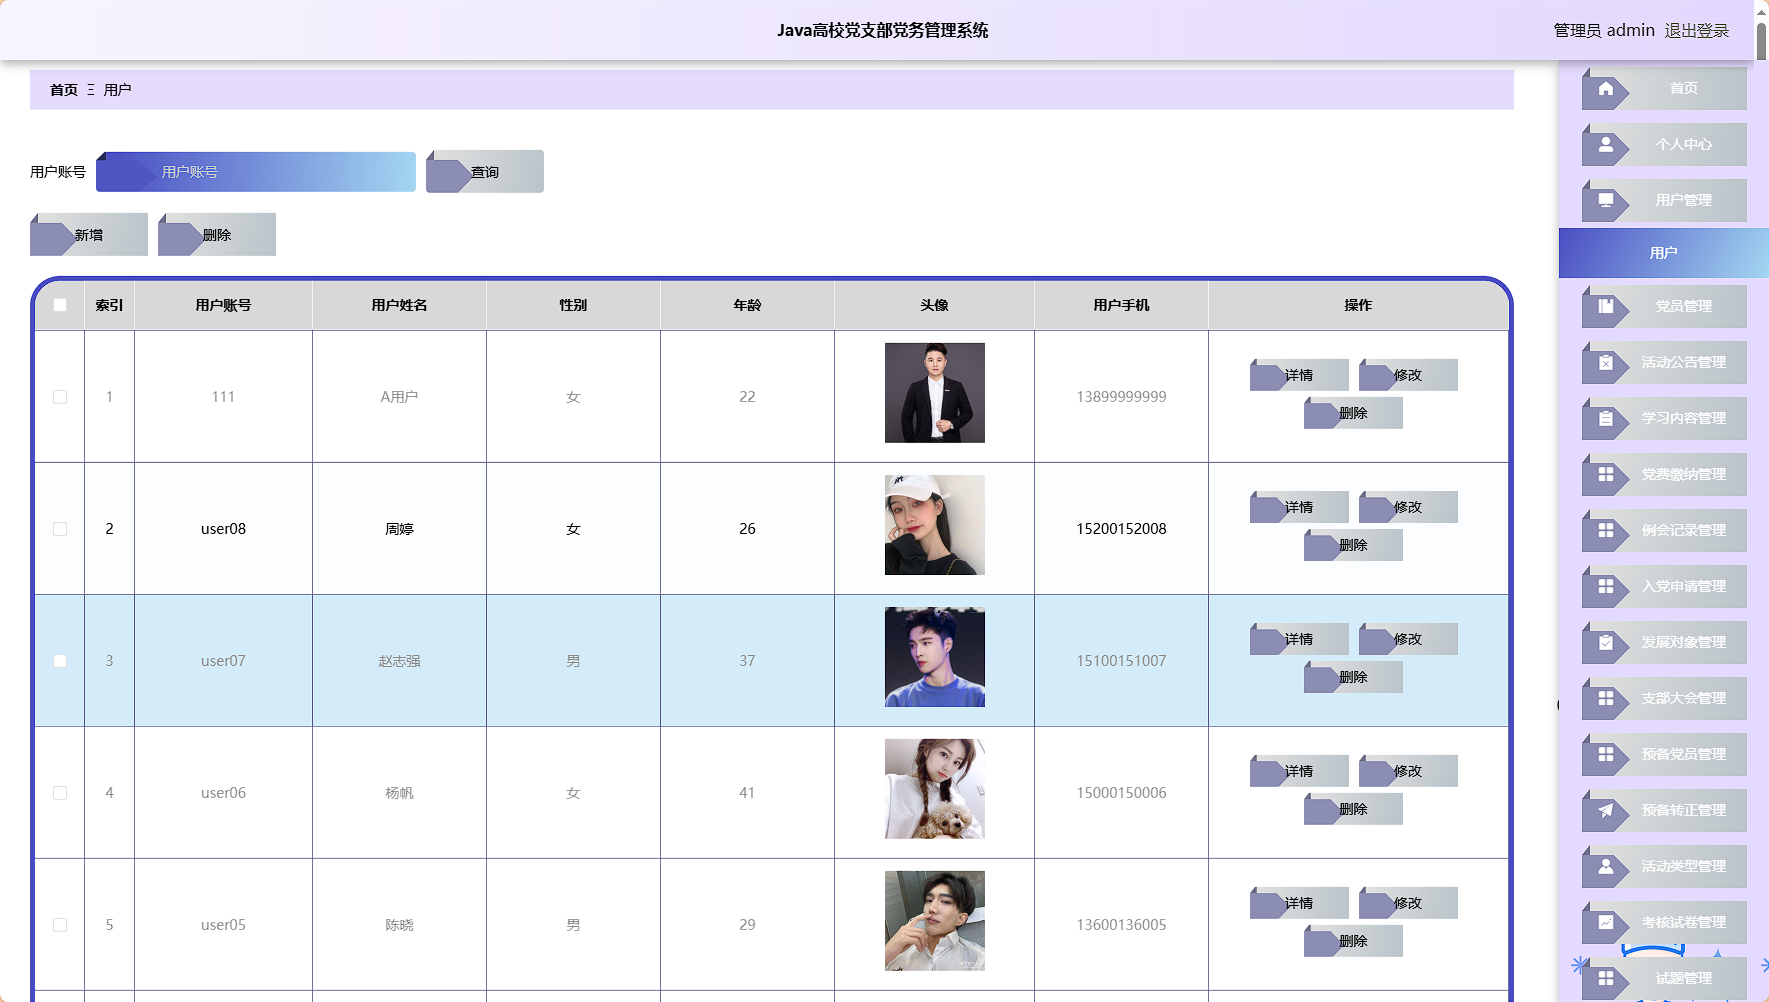 Java高校党支部党务管理系统
管理员 admin 退出登录
首页 Ξ 用户
用户账号 用户账号 查询
新增 删除
索引 用户账号 用户姓名 性别 年龄 头像 用户手机 操作
1 111 A用户 女 22 13899999999 详情 修改 删除
2 user08 周婷 女 26 15200152008 详情 修改 删除
3 user07 赵志强 男 37 15100151007 详情 修改 删除
4 user06 杨帆 女 41 15000150006 详情 修改 删除
5 user05 陈晓 男 29 13600136005 详情 修改 删除
首页
个人中心
用户管理
用户
党员管理
活动公告管理
学习内容管理
党费缴纳管理
例会记录管理
入党申请管理
发展对象管理
支部大会管理
预备党员管理
预备转正管理
活动类型管理
考核试卷管理
试题管理